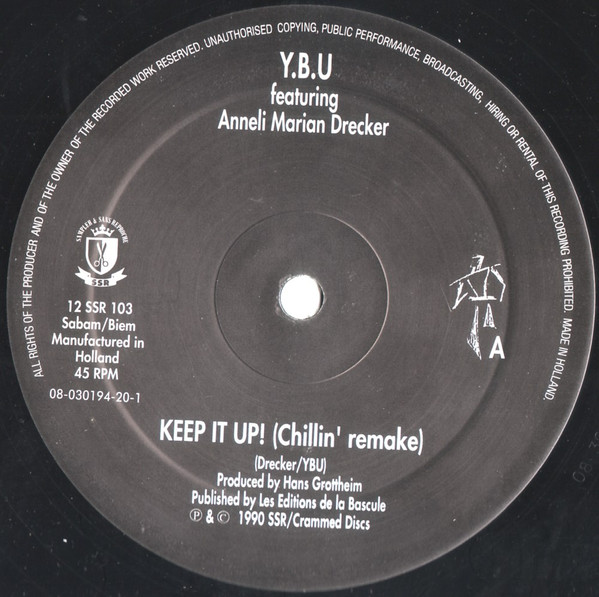 ALL RIGHTS OF THE PRODUCER AND OF THE OWNER OF THE RECORDED WORK RESERVED. UNAUTHORISED COPYING, PUBLIC PERFORMANCE, BROADCASTING, HIRING OR RENTAL OF THIS RECORDING PROHIBITED. MADE IN HOLLAND.
Y.B.U
featuring
Anneli Marian Drecker
SAMPLER & SANS REPROCHE
SSR
12 SSR 103
Sabam/Biem
Manufactured in
Holland
45 RPM
08-030194-20-1
A
KEEP IT UP! (Chillin' remake)
(Drecker/YBU)
Produced by Hans Grottheim
Published by Les Editions de la Bascule
℗ & © 1990 SSR/Crammed Discs